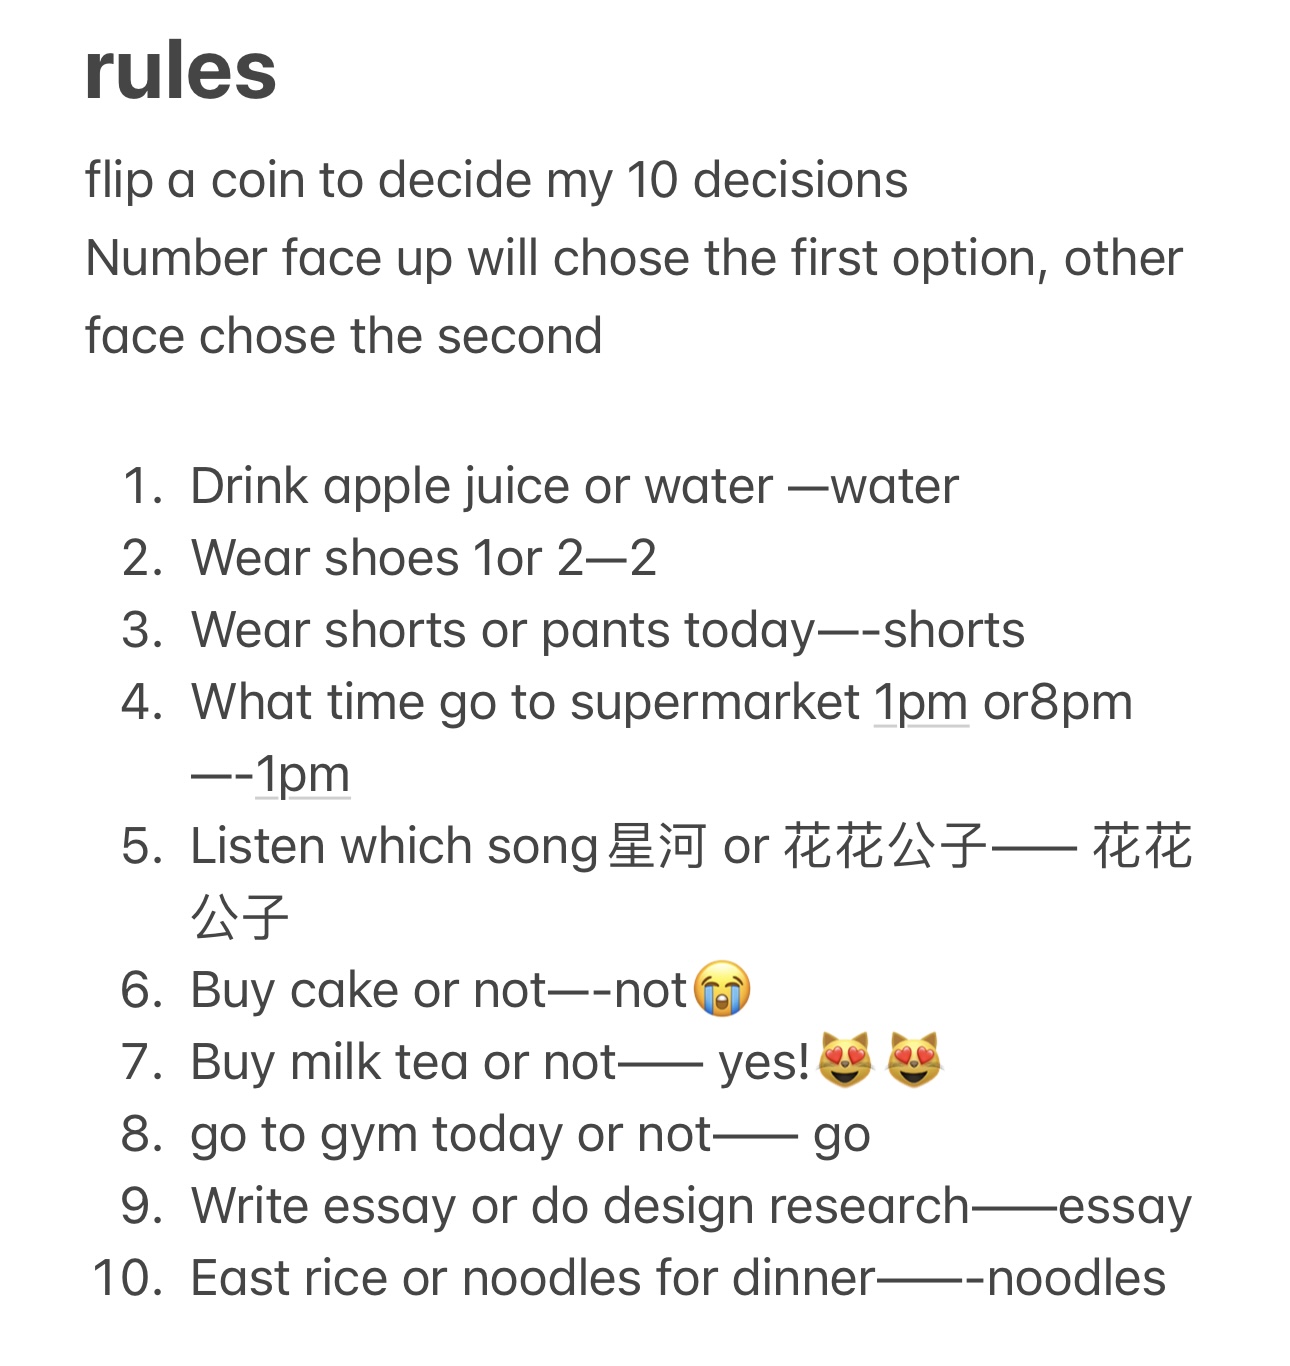 rules
flip a coin to decide my 10 decisions
Number face up will chose the first option, other
face chose the second
1. Drink apple juice or water —water
2. Wear shoes 1or 2—2
3. Wear shorts or pants today—-shorts
4. What time go to supermarket 1pm or8pm
—-1pm
5. Listen which song星河 or 花花公子—— 花花
公子
6. Buy cake or not—-not😭
7. Buy milk tea or not—— yes!😻😻
8. go to gym today or not—— go
9. Write essay or do design research——essay
10. East rice or noodles for dinner——-noodles